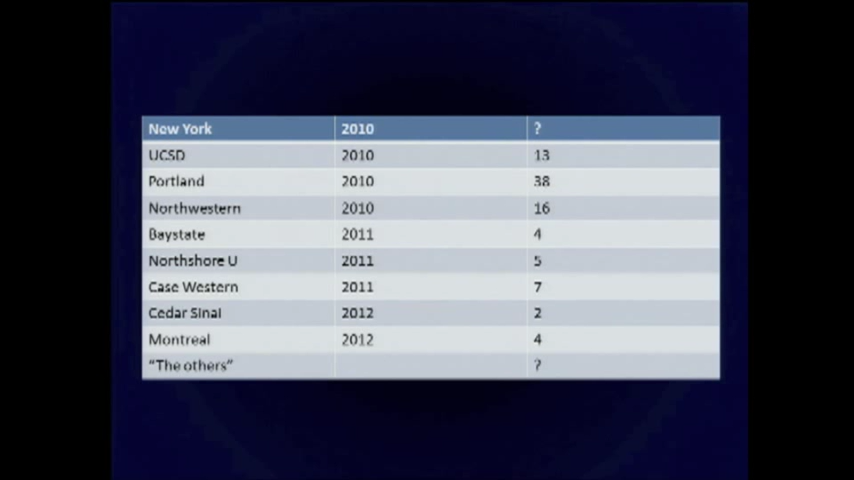 New York 2010 ?
UCSD 2010 13
Portland 2010 38
Northwestern 2010 16
Baystate 2011 4
Northshore U 2011 5
Case Western 2011 7
Cedar Sinai 2012 2
Montreal 2012 4
"The others" ?